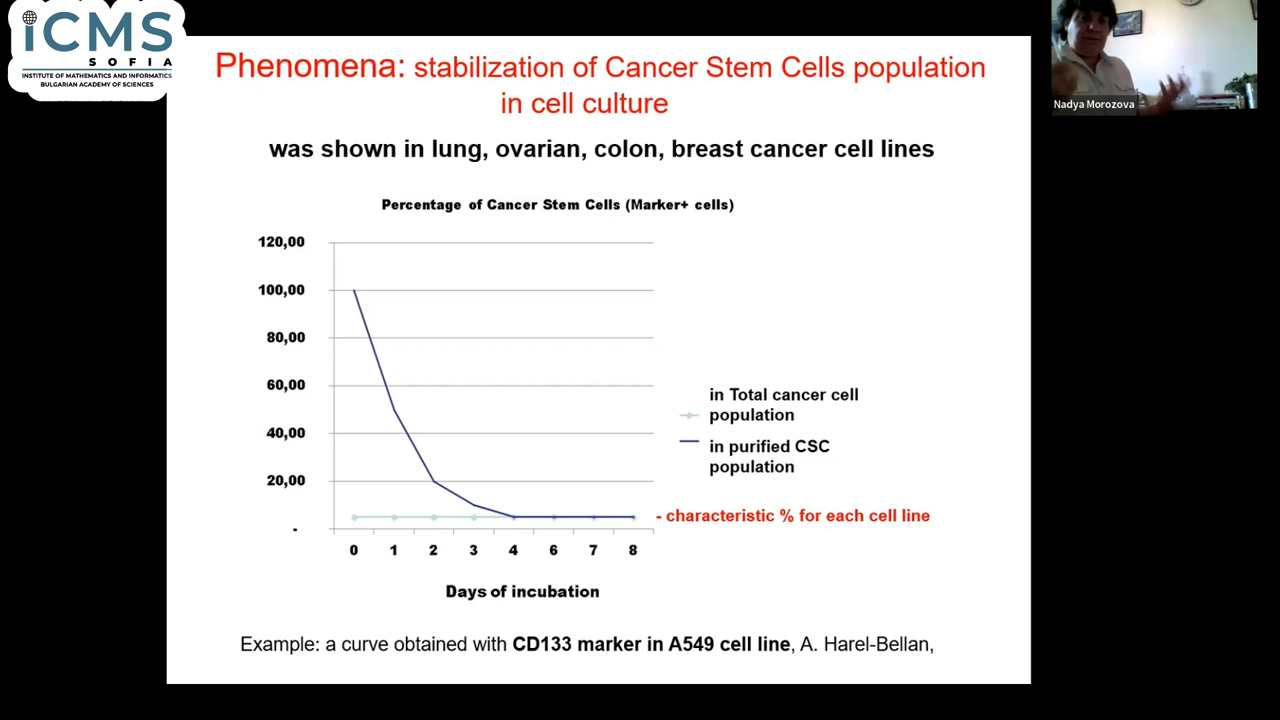 iCMS
SOFIA
INSTITUTE OF MATHEMATICS AND INFORMATICS
BULGARIAN ACADEMY OF SCIENCES
Nadya Morozova
Phenomena: stabilization of Cancer Stem Cells population
in cell culture
was shown in lung, ovarian, colon, breast cancer cell lines
Percentage of Cancer Stem Cells (Marker+ cells)
120,00
100,00
80,00
60,00
40,00
20,00
-
0 1 2 3 4 6 7 8
Days of incubation
in Total cancer cell
population
in purified CSC
population
- characteristic % for each cell line
Example: a curve obtained with CD133 marker in A549 cell line, A. Harel-Bellan,